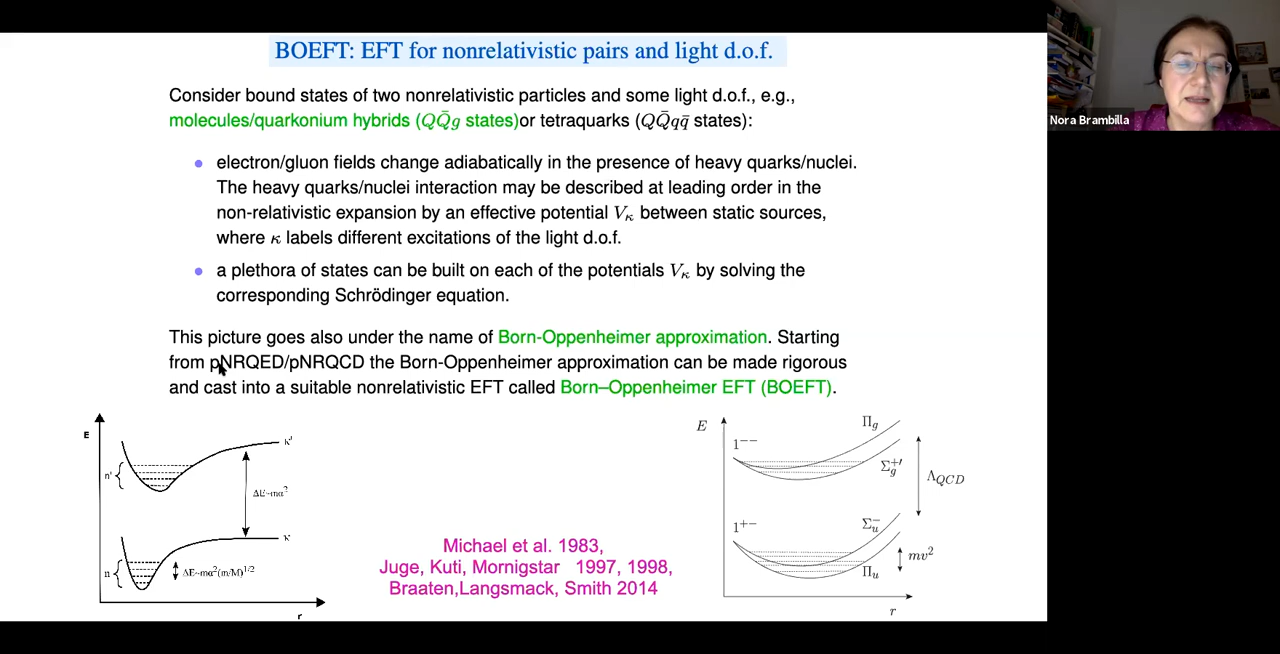 BOEFT: EFT for nonrelativistic pairs and light d.o.f.
Consider bound states of two nonrelativistic particles and some light d.o.f., e.g.,
molecules/quarkonium hybrids (QQ̄g states)or tetraquarks (QQ̄qq̄ states):
electron/gluon fields change adiabatically in the presence of heavy quarks/nuclei.
The heavy quarks/nuclei interaction may be described at leading order in the
non-relativistic expansion by an effective potential Vκ between static sources,
where κ labels different excitations of the light d.o.f.
a plethora of states can be built on each of the potentials Vκ by solving the
corresponding Schrödinger equation.
This picture goes also under the name of Born-Oppenheimer approximation. Starting
from pNRQED/pNRQCD the Born-Oppenheimer approximation can be made rigorous
and cast into a suitable nonrelativistic EFT called Born–Oppenheimer EFT (BOEFT).
E
κ'
n'
ΔE~mα²
κ
n
ΔE~mα²(m/M)^1/2
r
Michael et al. 1983,
Juge, Kuti, Mornigstar 1997, 1998,
Braaten,Langsmack, Smith 2014
E
Πg
1⁻⁻
Σg⁺'
ΛQCD
1⁺⁻
Σu⁻
mv²
Πu
r
Nora Brambilla